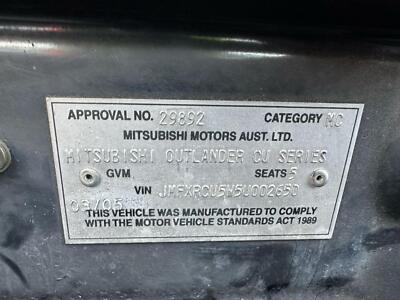 APPROVAL NO. 29892 CATEGORY MC
MITSUBISHI MOTORS AUST. LTD.
MITSUBISHI OUTLANDER CU SERIES
GVM SEATS 5
VIN JMFXRCU5W5U002650
03/05
THIS VEHICLE WAS MANUFACTURED TO COMPLY
WITH THE MOTOR VEHICLE STANDARDS ACT 1989